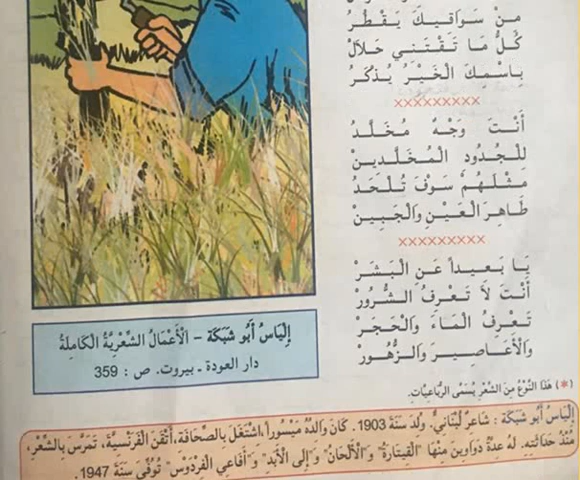 مِنْ سَوَاقِيكَ يَقْطُرُ
كُلُّ مَا تَقْتَنِي حَلَالْ
بِاسْمِكَ الْخَيْرُ يُذْكَرُ
×××××××××
أَنْتَ وَجْهٌ مُخَلَّدُ
لِلْجُدُودِ الْمُخَلَّدِينْ
مِثْلَهُمْ سَوْفَ تُلْحَدُ
طَاهِرَ الْعَيْنِ وَالْجَبِينْ
×××××××××
يَا بَعِيداً عَنِ الْبَشَرْ
أَنْتَ لَا تَعْرِفُ الشُّرُورْ
تَعْرِفُ الْمَاءَ وَالْحَجَرْ
وَالْأَعَاصِيرَ وَالزُّهُورْ
إِلْيَاسُ أَبُو شَبَكَة - الْأَعْمَالُ الشِّعْرِيَّةُ الْكَامِلَةُ
دار العودة - بيروت. ص : 359
(*) هَذَا النَّوْعُ مِنَ الشِّعْرِ يُسَمَّى الرُّبَاعِيَّاتِ.
إِلْيَاسُ أَبُو شَبَكَة : شَاعِرٌ لُبْنَانِيٌّ. وُلِدَ سَنَةَ 1903. كَانَ وَالِدُهُ مَيْسُوراً، اشْتَغَلَ بِالصِّحَافَةِ، أَتْقَنَ الْفَرَنْسِيَّةَ، تَمَرَّسَ بِالشِّعْرِ،
مُنْذُ حَدَاثَتِهِ. لَهُ عِدَّةُ دَوَاوِينَ مِنْهَا "الْقِيثَارَةُ" وَ"الْأَلْحَانُ" وَ"إِلَى الْأَبَدِ" وَ"أَفَاعِي الْفِرْدَوْسِ" تُوُفِّيَ سَنَةَ 1947.